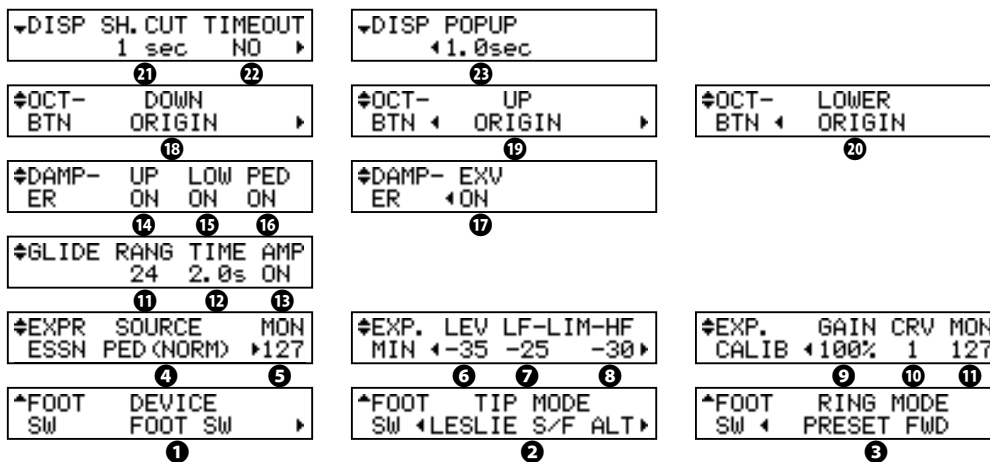 DISP SH.CUT TIMEOUT
1 sec NO
21 22
DISP POPUP
1.0sec
23
OCT- DOWN
BTN ORIGIN
18
OCT- UP
BTN ORIGIN
19
OCT- LOWER
BTN ORIGIN
20
DAMP- UP LOW PED
ER ON ON ON
14 15 16
DAMP- EXV
ER ON
17
GLIDE RANG TIME AMP
24 2.0s ON
11 12 13
EXPR SOURCE MON
ESSN PED(NORM) 127
4 5
EXP. LEV LF-LIM-HF
MIN -35 -25 -30
6 7 8
EXP. GAIN CRV MON
CALIB 100% 1 127
9 10 11
FOOT DEVICE
SW FOOT SW
1
FOOT TIP MODE
SW LESLIE S/F ALT
2
FOOT RING MODE
SW PRESET FWD
3